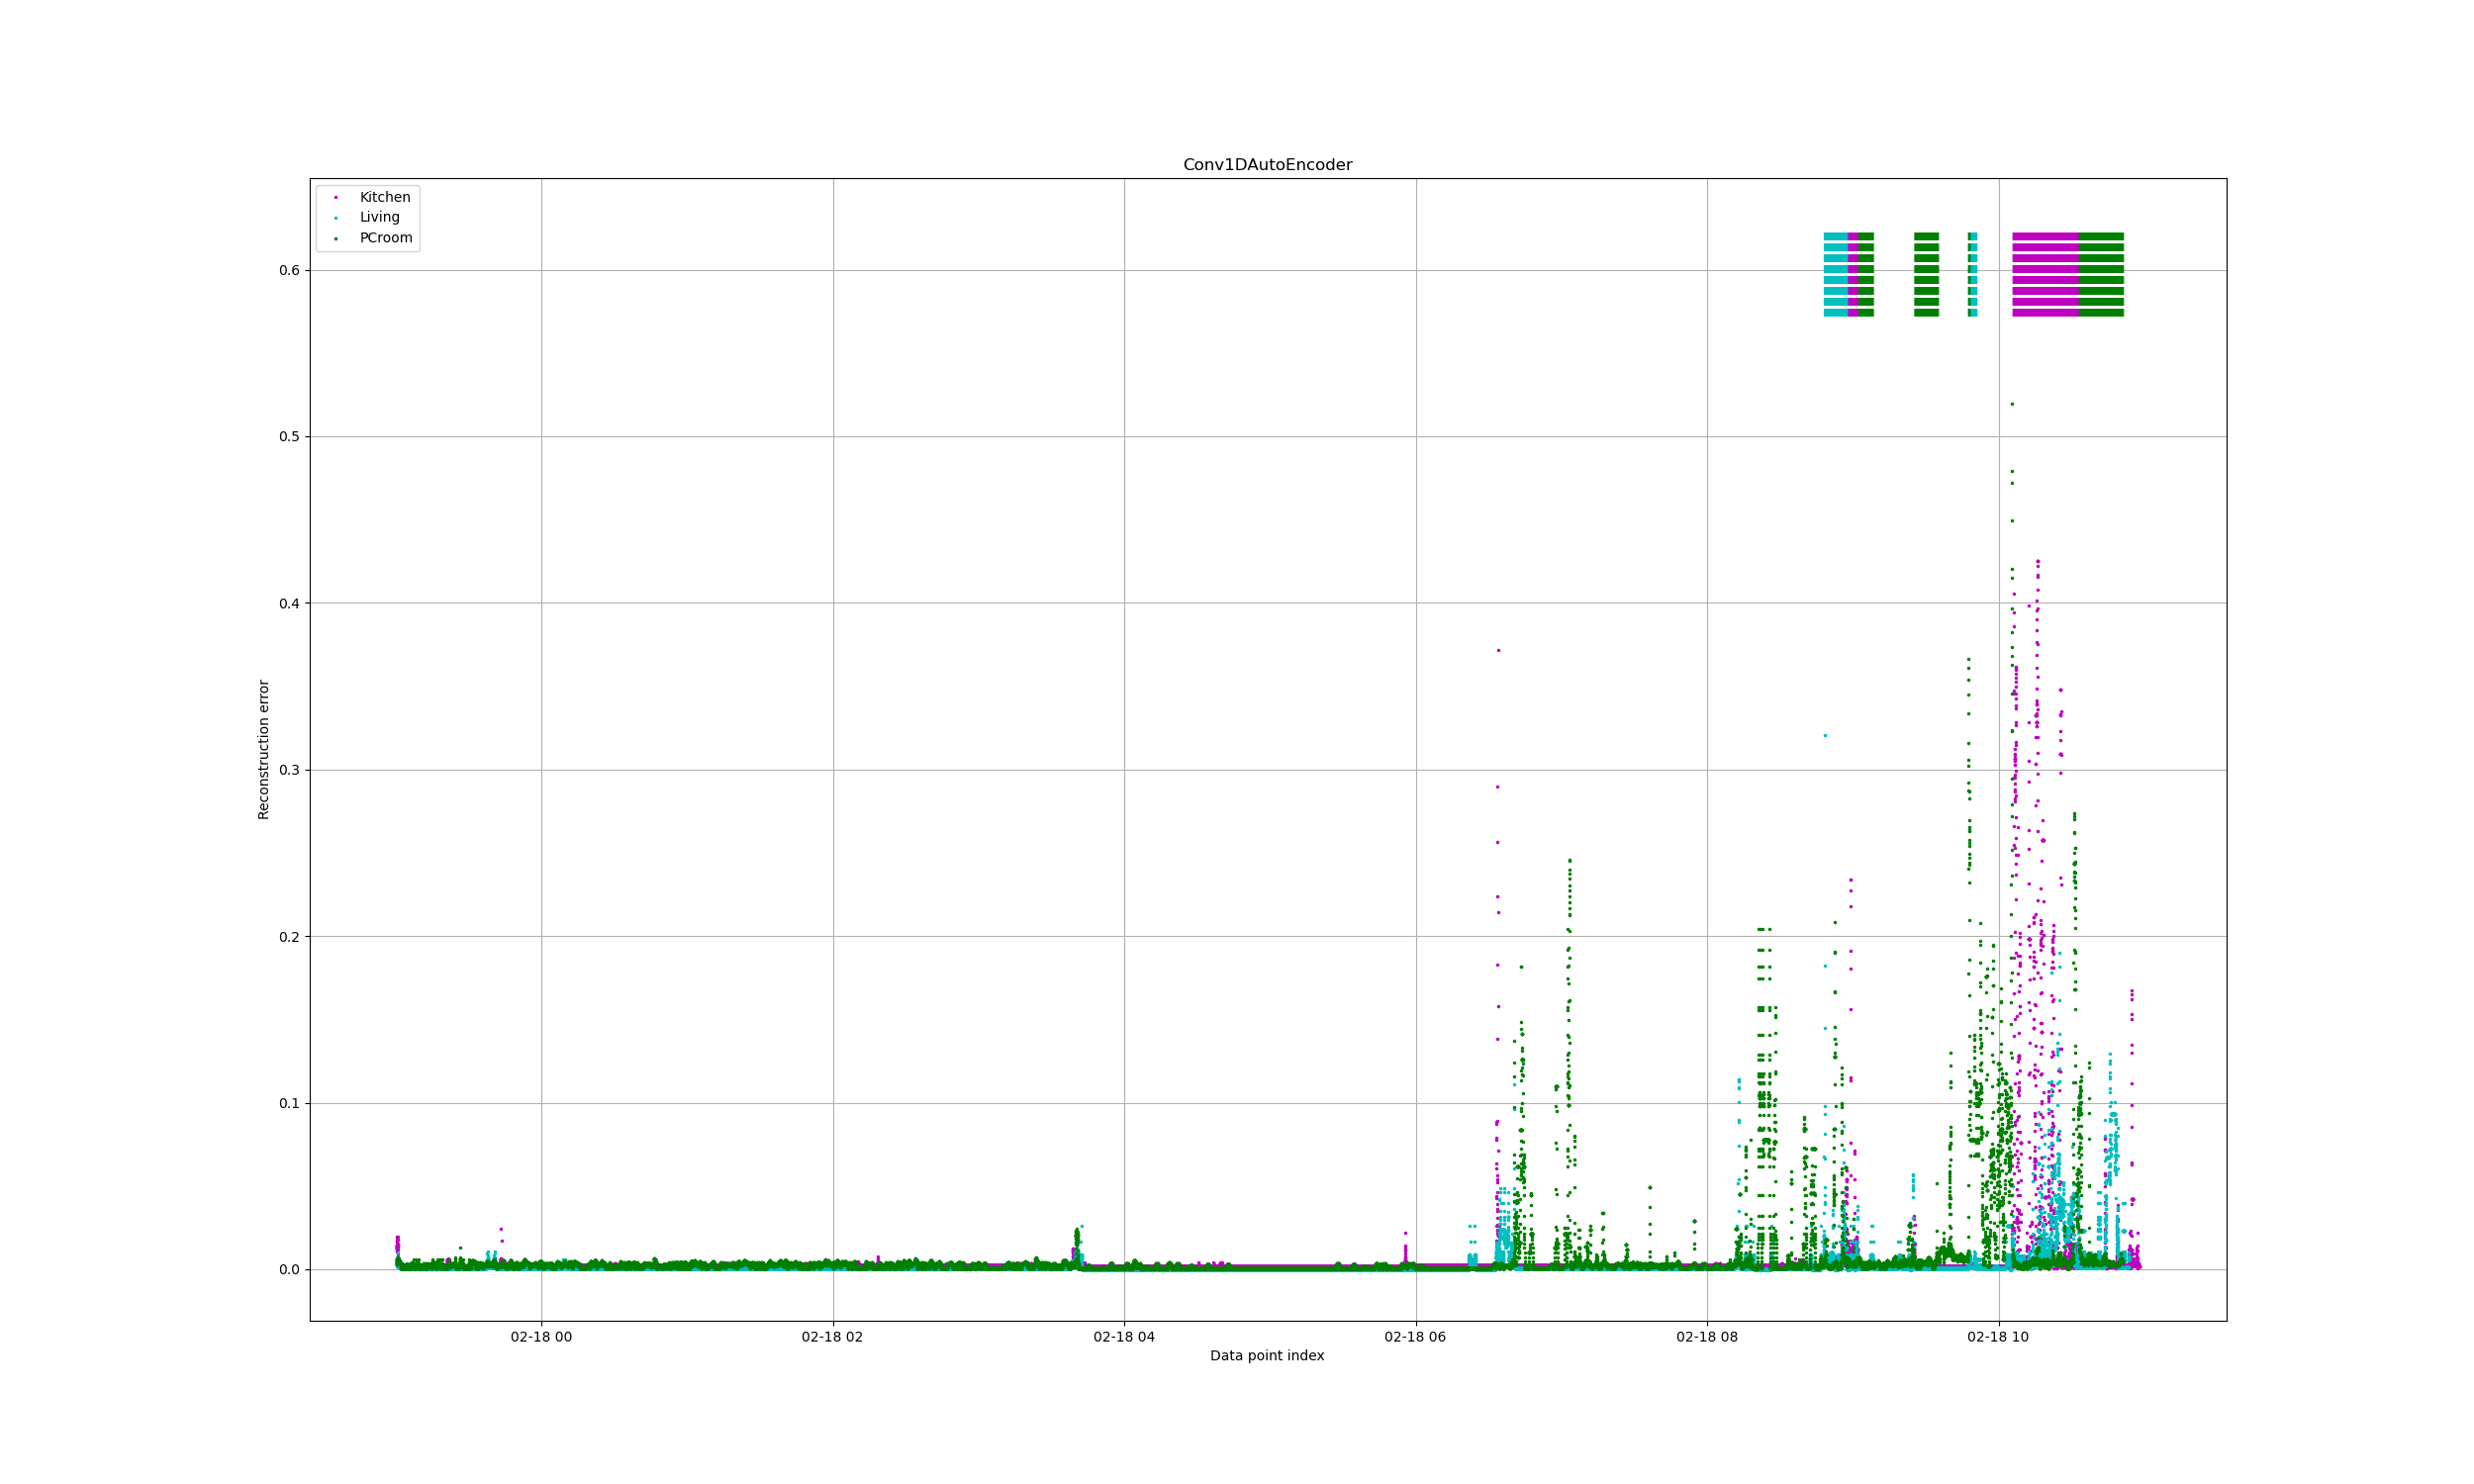 Conv1DAutoEncoder
Kitchen
Living
PCroom
0.6
0.5
0.4
0.3
0.2
0.1
0.0
Reconstruction error
02-18 00
02-18 02
02-18 04
02-18 06
02-18 08
02-18 10
Data point index